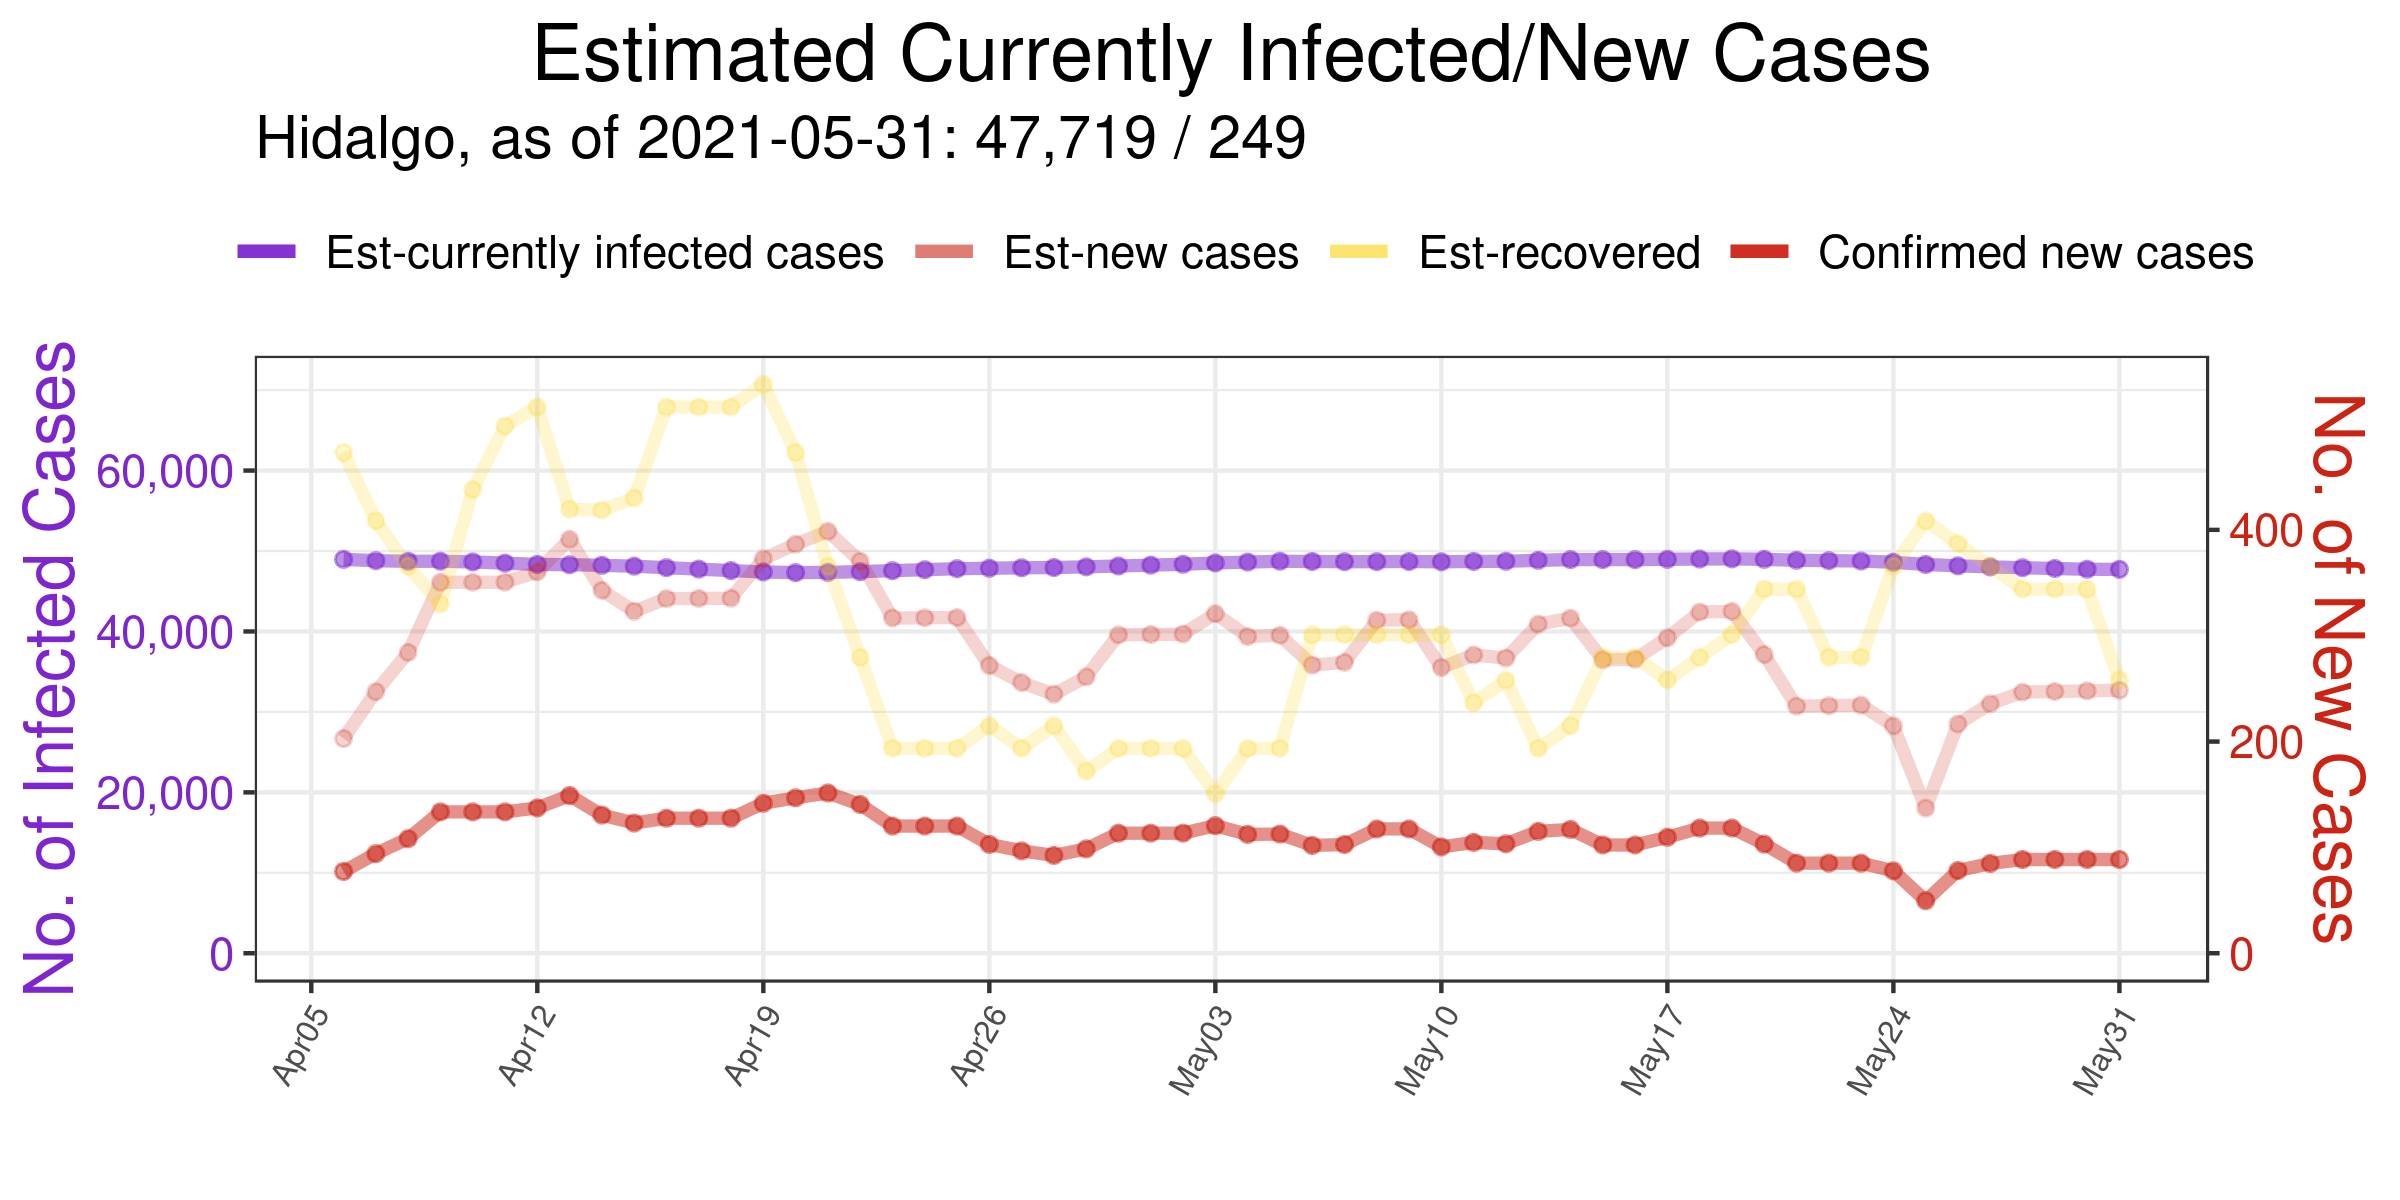 Estimated Currently Infected/New Cases
Hidalgo, as of 2021-05-31: 47,719 / 249
Est-currently infected cases Est-new cases Est-recovered Confirmed new cases
No. of Infected Cases
60,000
40,000
20,000
0
400
200
0
No. of New Cases
Apr05 Apr12 Apr19 Apr26 May03 May10 May17 May24 May31